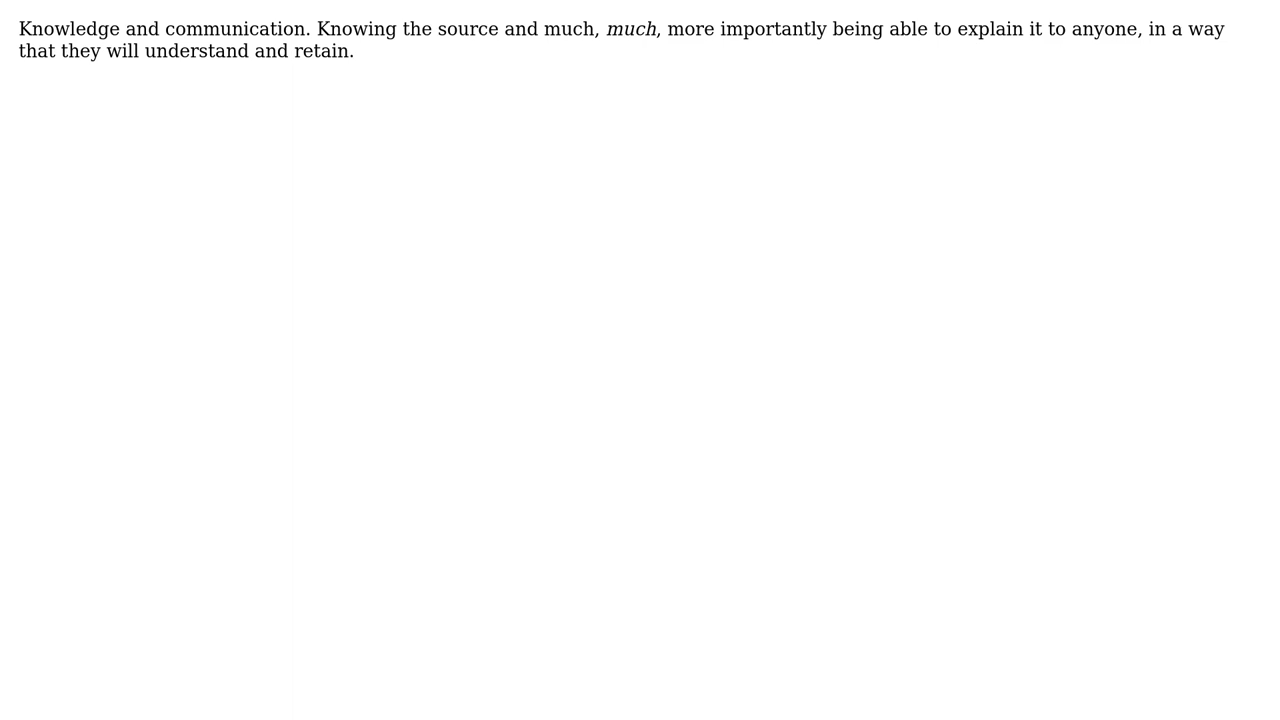 Knowledge and communication. Knowing the source and much, much, more importantly being able to explain it to anyone, in a way
that they will understand and retain.